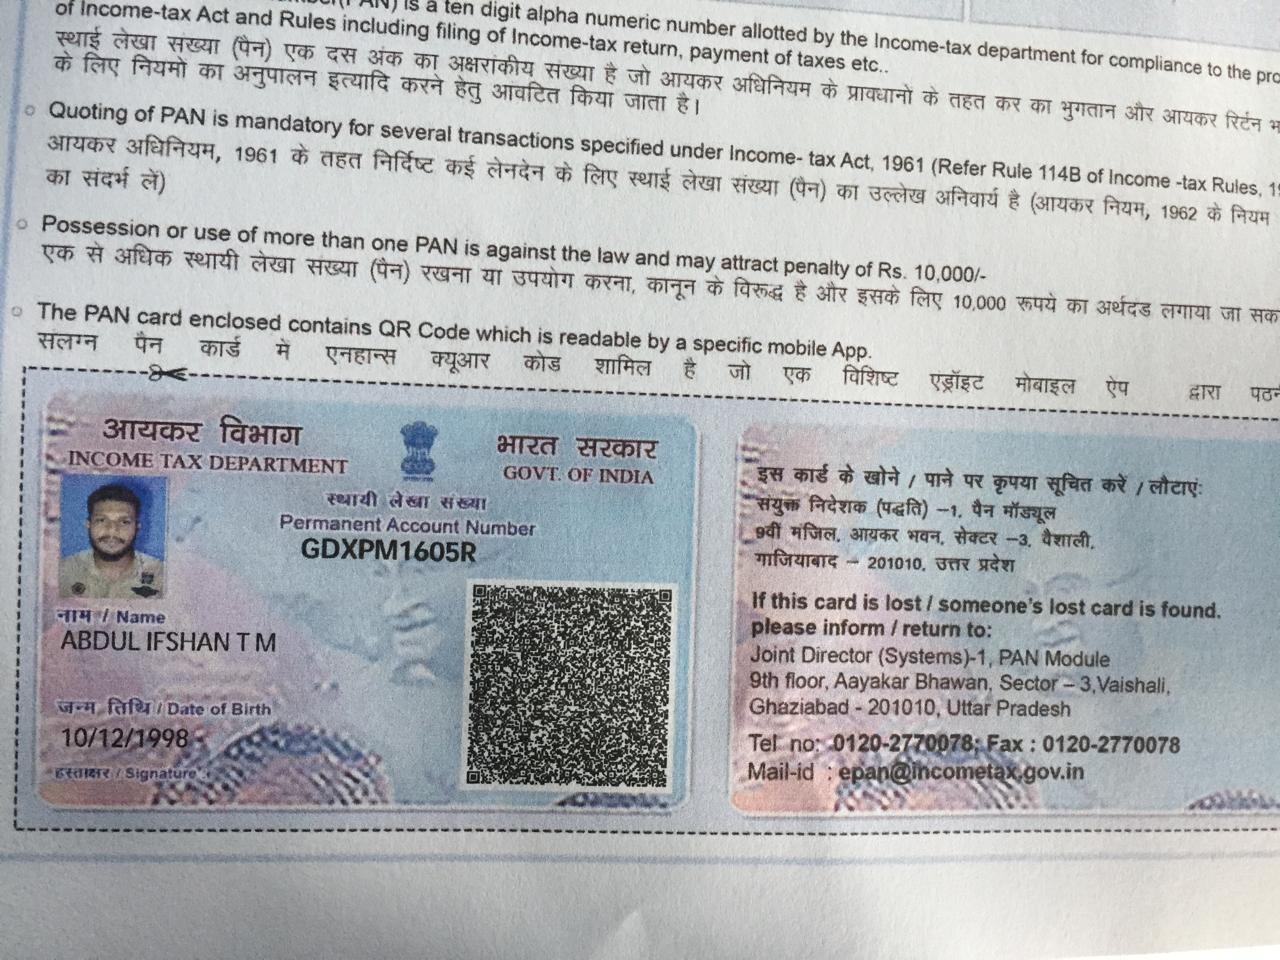 (PAN) is a ten digit alpha numeric number allotted by the Income-tax department for compliance to the
of Income-tax Act and Rules including filing of Income-tax return, payment of taxes etc..
स्थाई लेखा संख्या (पैन) एक दस अंक का अक्षरांकीय संख्या है जो आयकर अधिनियम के प्रावधानों के तहत कर का भुगतान और आयकर रिर्टन
के लिए नियमो का अनुपालन इत्यादि करने हेतु आवंटित किया जाता है।
Quoting of PAN is mandatory for several transactions specified under Income- tax Act, 1961 (Refer Rule 114B of Income -tax Rules,
आयकर अधिनियम, 1961 के तहत निर्दिष्ट कई लेनदेन के लिए स्थाई लेखा संख्या (पैन) का उल्लेख अनिवार्य है (आयकर नियम, 1962 के नियम
का संदर्भ लें)
Possession or use of more than one PAN is against the law and may attract penalty of Rs. 10,000/-
एक से अधिक स्थायी लेखा संख्या (पैन) रखना या उपयोग करना, कानून के विरूद्ध है और इसके लिए 10,000 रूपये का अर्थदंड लगाया जा
The PAN card enclosed contains QR Code which is readable by a specific mobile App.
संलग्न पैन कार्ड में एनहान्स क्यूआर कोड शामिल है जो एक विशिष्ट एंड्रॉइट मोबाइल ऐप द्वारा
आयकर विभाग
INCOME TAX DEPARTMENT
भारत सरकार
GOVT. OF INDIA
स्थायी लेखा संख्या
Permanent Account Number
GDXPM1605R
नाम / Name
ABDUL IFSHAN T M
जन्म तिथि / Date of Birth
10/12/1998
हस्ताक्षर / Signature
इस कार्ड के खोने / पाने पर कृपया सूचित करें / लौटाएं:
संयुक्त निदेशक (पद्धति) –1, पैन मॉड्यूल
9वीं मंजिल, आयकर भवन, सेक्टर –3, वैशाली,
गाजियाबाद – 201010, उत्तर प्रदेश
If this card is lost / someone's lost card is found.
please inform / return to:
Joint Director (Systems)-1, PAN Module
9th floor, Aayakar Bhawan, Sector – 3,Vaishali,
Ghaziabad - 201010, Uttar Pradesh
Tel no: 0120-2770078; Fax : 0120-2770078
Mail-id : epan@incometax.gov.in